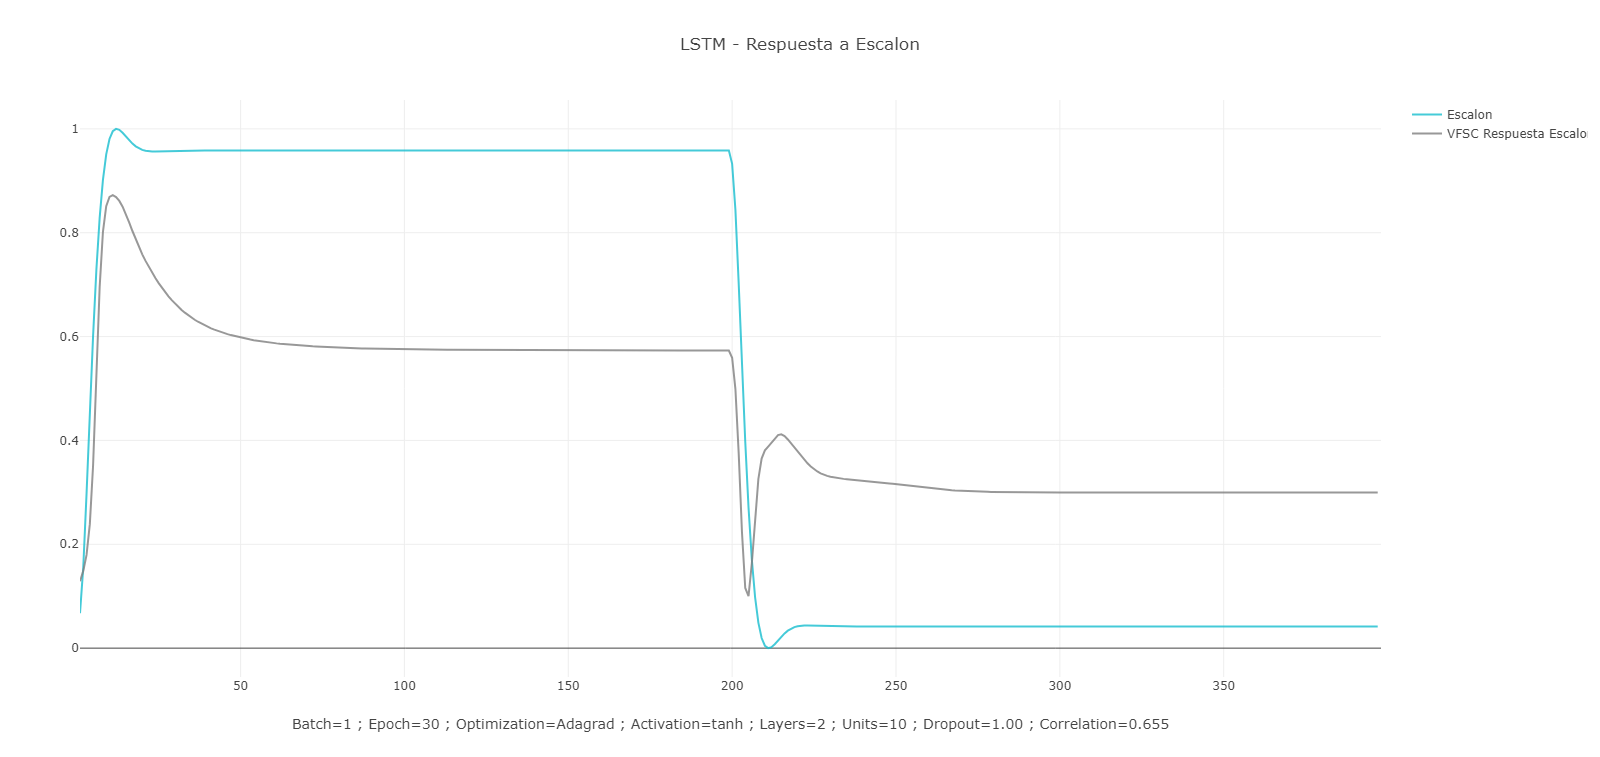 LSTM - Respuesta a Escalon
Escalon
VFSC Respuesta Escalo
1
0.8
0.6
0.4
0.2
0
50 100 150 200 250 300 350
Batch=1 ; Epoch=30 ; Optimization=Adagrad ; Activation=tanh ; Layers=2 ; Units=10 ; Dropout=1.00 ; Correlation=0.655